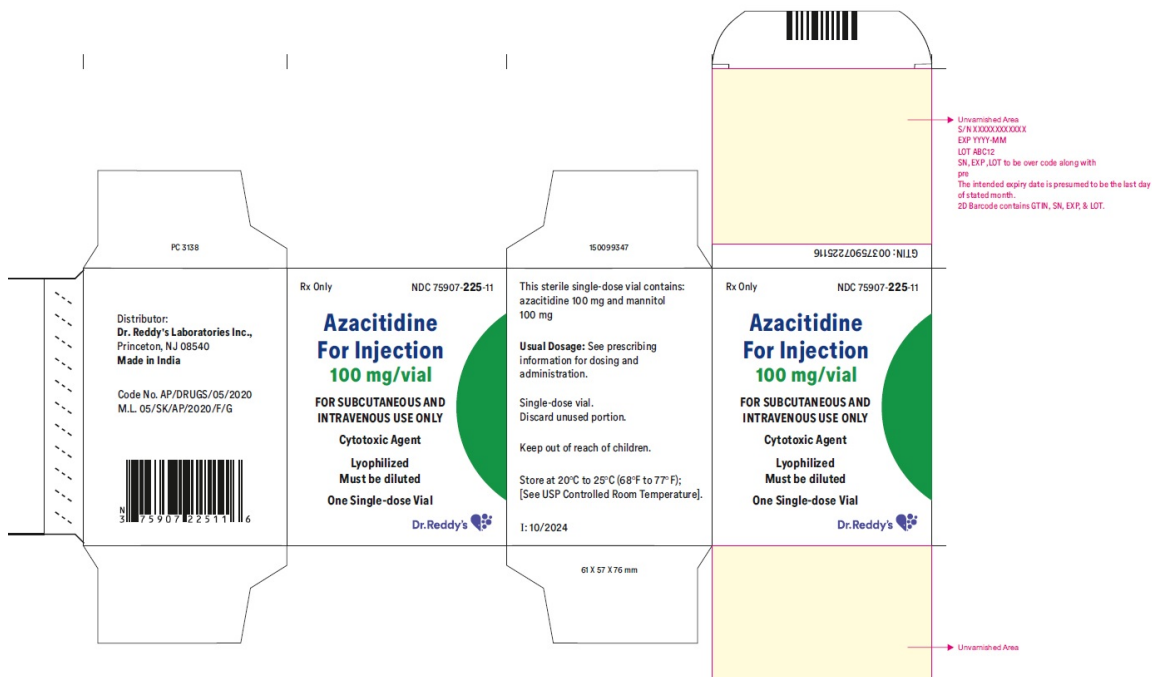 Unvarnished Area
S/N XXXXXXXXXXXX
EXP YYYY-MM
LOT ABC12
SN, EXP ,LOT to be over code along with
pre
The intended expiry date is presumed to be the last day
of stated month.
2D Barcode contains GTIN, SN, EXP, & LOT.
PC 3138
150099347
GTIN: 00375907225116
Distributor:
Dr. Reddy's Laboratories Inc.,
Princeton, NJ 08540
Made in India
Code No. AP/DRUGS/05/2020
M.L. 05/SK/AP/2020/F/G
N
3 75907 22511 6
Rx Only
NDC 75907-225-11
Azacitidine
For Injection
100 mg/vial
FOR SUBCUTANEOUS AND
INTRAVENOUS USE ONLY
Cytotoxic Agent
Lyophilized
Must be diluted
One Single-dose Vial
Dr.Reddy's
This sterile single-dose vial contains:
azacitidine 100 mg and mannitol
100 mg
Usual Dosage: See prescribing
information for dosing and
administration.
Single-dose vial.
Discard unused portion.
Keep out of reach of children.
Store at 20°C to 25°C (68°F to 77°F);
[See USP Controlled Room Temperature].
I: 10/2024
Rx Only
NDC 75907-225-11
Azacitidine
For Injection
100 mg/vial
FOR SUBCUTANEOUS AND
INTRAVENOUS USE ONLY
Cytotoxic Agent
Lyophilized
Must be diluted
One Single-dose Vial
Dr.Reddy's
61 X 57 X 76 mm
Unvarnished Area